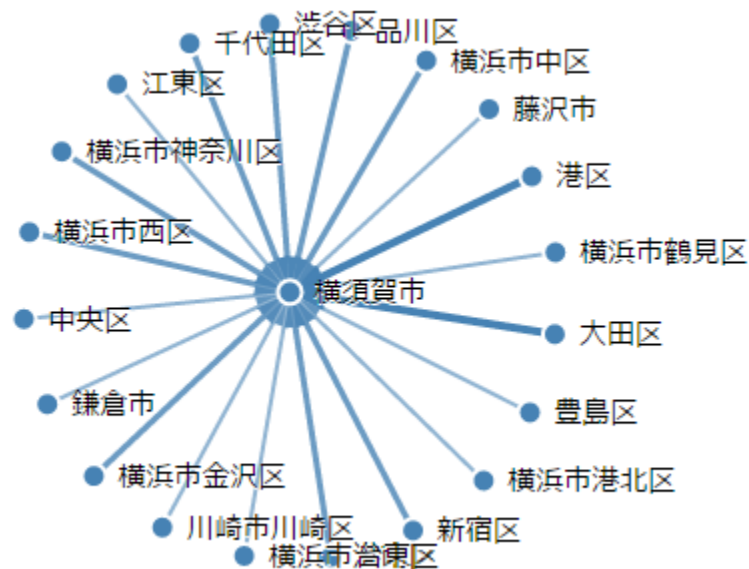 渋谷区
品川区
千代田区
横浜市中区
江東区
藤沢市
横浜市神奈川区
港区
横浜市西区
横浜市鶴見区
横須賀市
中央区
大田区
鎌倉市
豊島区
横浜市金沢区
横浜市港北区
川崎市川崎区
新宿区
横浜市